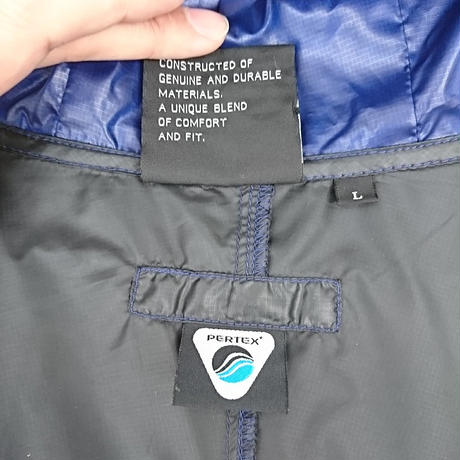 CONSTRUCTED OF
GENUINE AND DURABLE
MATERIALS.
A UNIQUE BLEND
OF COMFORT
AND FIT.
L
PERTEX®